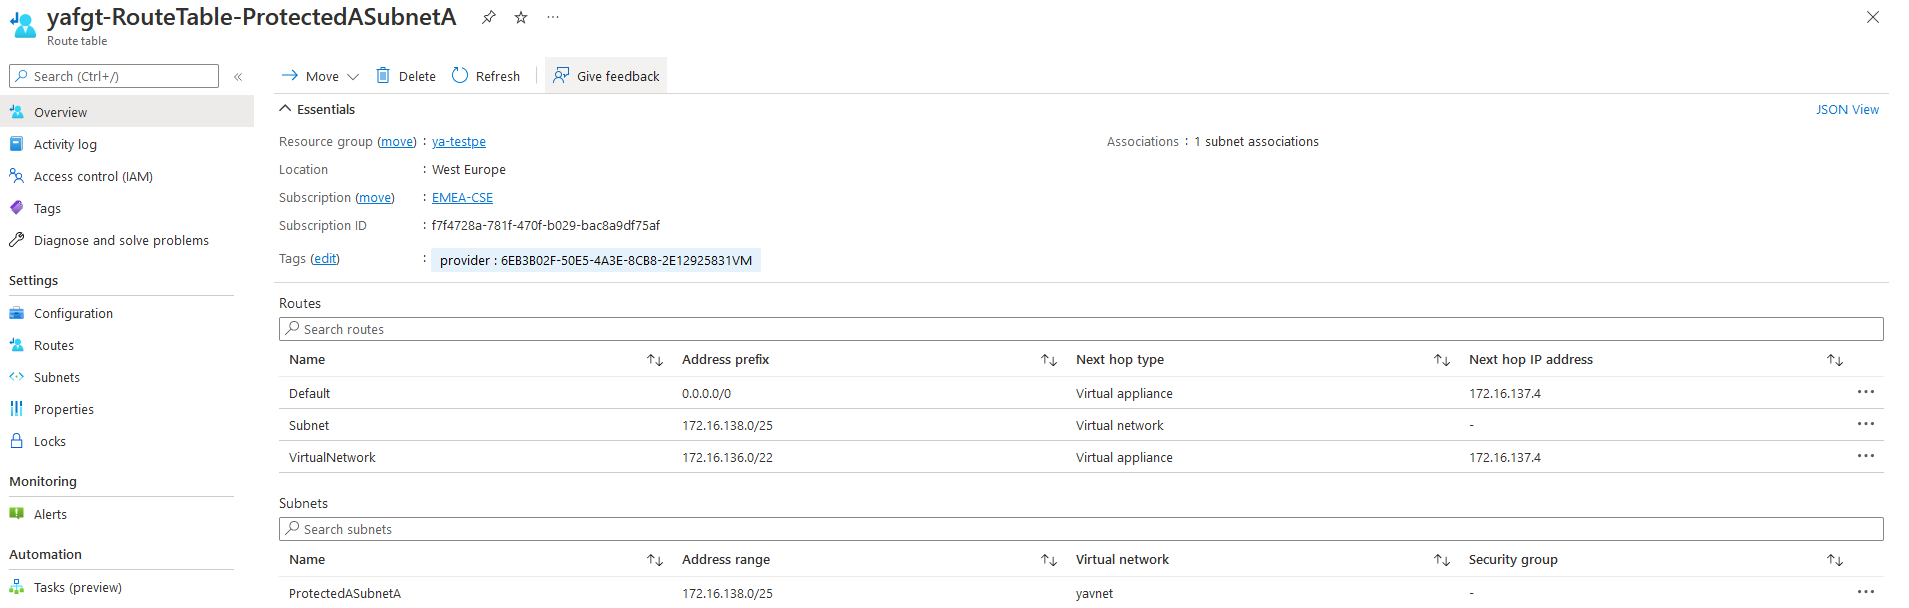 yafgt-RouteTable-ProtectedASubnetA
Route table
Search (Ctrl+/)
Overview
Activity log
Access control (IAM)
Tags
Diagnose and solve problems
Settings
Configuration
Routes
Subnets
Properties
Locks
Monitoring
Alerts
Automation
Tasks (preview)
Move Delete Refresh Give feedback
Essentials JSON View
Resource group (move) : ya-testpe Associations : 1 subnet associations
Location : West Europe
Subscription (move) : EMEA-CSE
Subscription ID : f7f4728a-781f-470f-b029-bac8a9df75af
Tags (edit) : provider : 6EB3B02F-50E5-4A3E-8CB8-2E12925831VM
Routes
Search routes
Name Address prefix Next hop type Next hop IP address
Default 0.0.0.0/0 Virtual appliance 172.16.137.4
Subnet 172.16.138.0/25 Virtual network -
VirtualNetwork 172.16.136.0/22 Virtual appliance 172.16.137.4
Subnets
Search subnets
Name Address range Virtual network Security group
ProtectedASubnetA 172.16.138.0/25 yavnet -